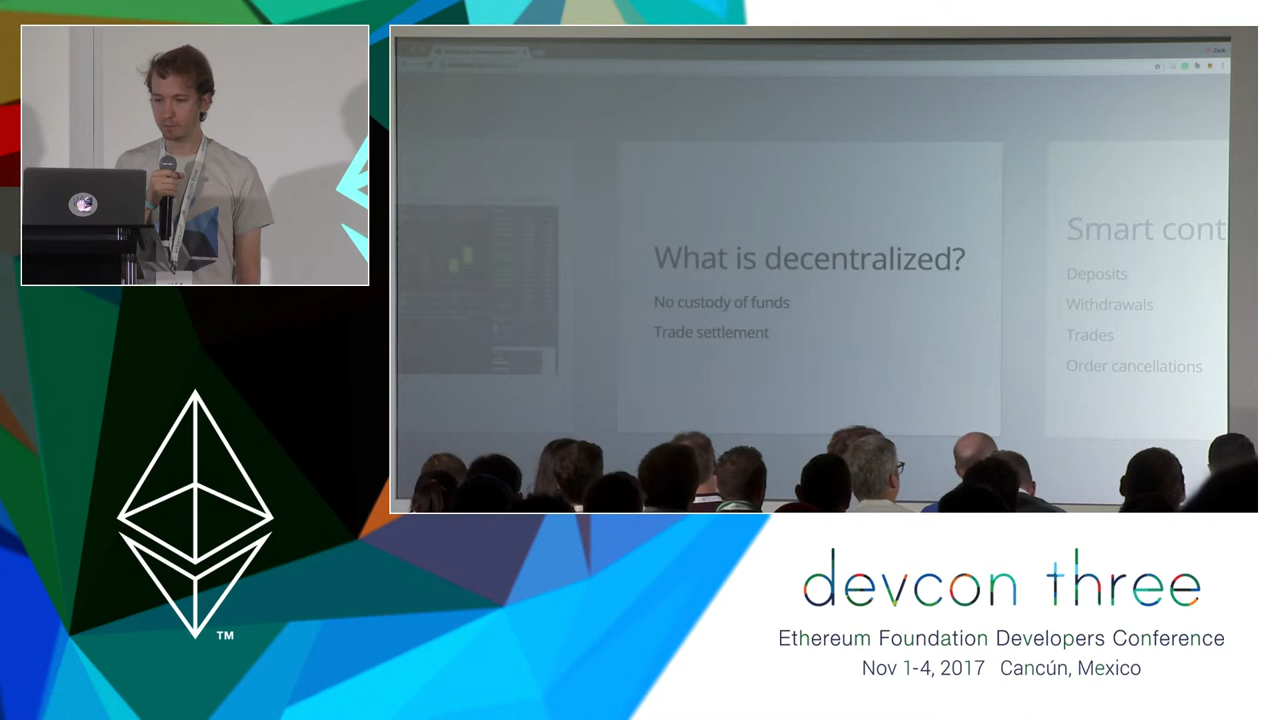 What is decentralized?
No custody of funds
Trade settlement
Smart cont
Deposits
Withdrawals
Trades
Order cancellations
TM
devcon three
Ethereum Foundation Developers Conference
Nov 1-4, 2017 Cancún, Mexico